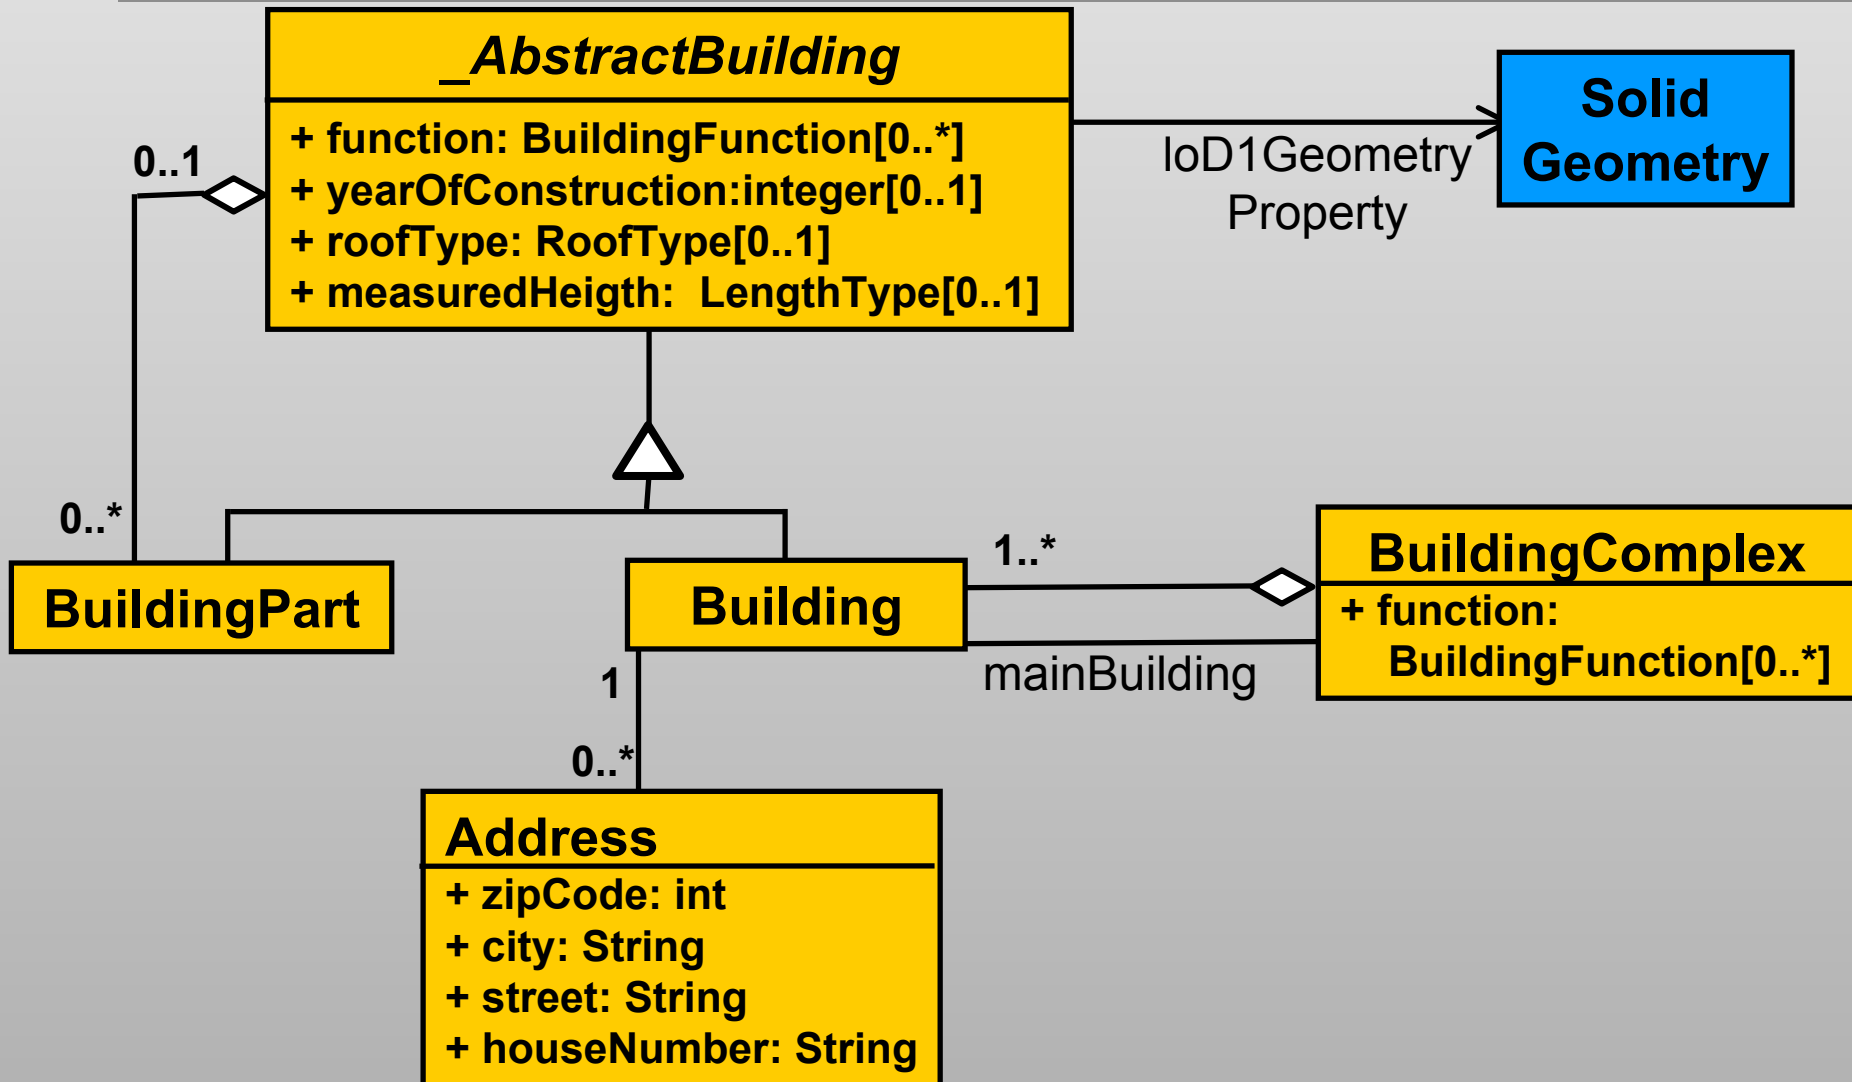 _AbstractBuilding
+ function: BuildingFunction[0..*]
+ yearOfConstruction:integer[0..1]
+ roofType: RoofType[0..1]
+ measuredHeigth:  LengthType[0..1]
0..1
0..*
loD1Geometry
Property
Solid
Geometry
BuildingPart
Building
1..*
mainBuilding
BuildingComplex
+ function:
BuildingFunction[0..*]
1
0..*
Address
+ zipCode: int
+ city: String
+ street: String
+ houseNumber: String